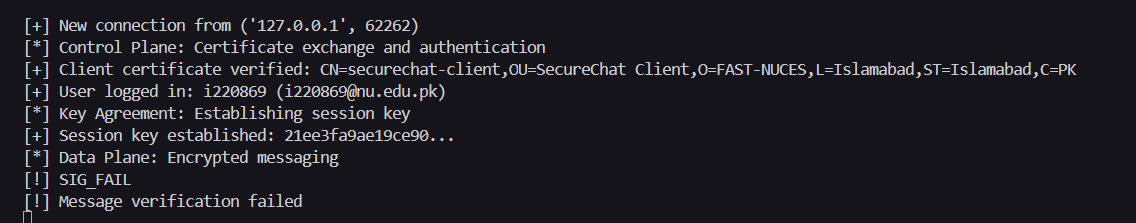 [+] New connection from ('127.0.0.1', 62262)
[*] Control Plane: Certificate exchange and authentication
[+] Client certificate verified: CN=securechat-client,OU=SecureChat Client,O=FAST-NUCES,L=Islamabad,ST=Islamabad,C=PK
[+] User logged in: i220869 (i220869@nu.edu.pk)
[*] Key Agreement: Establishing session key
[+] Session key established: 21ee3fa9ae19ce90...
[*] Data Plane: Encrypted messaging
[!] SIG_FAIL
[!] Message verification failed